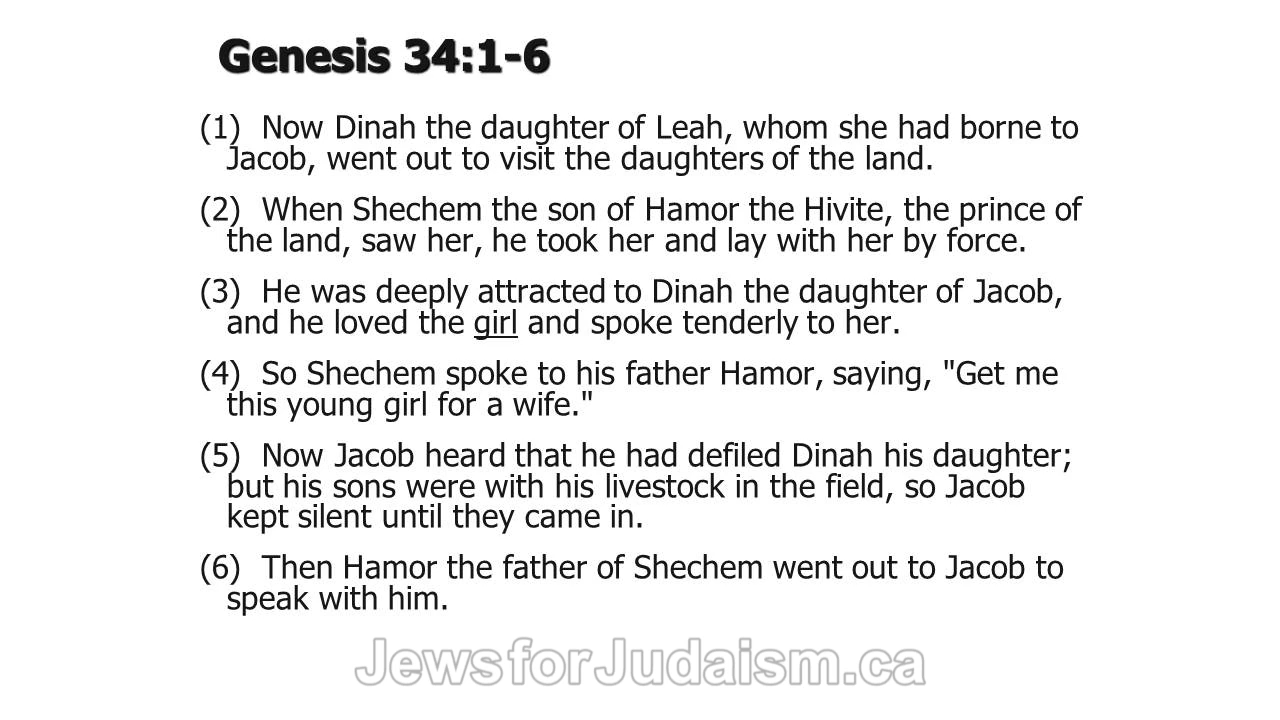 Genesis 34:1-6
(1) Now Dinah the daughter of Leah, whom she had borne to
Jacob, went out to visit the daughters of the land.
(2) When Shechem the son of Hamor the Hivite, the prince of
the land, saw her, he took her and lay with her by force.
(3) He was deeply attracted to Dinah the daughter of Jacob,
and he loved the girl and spoke tenderly to her.
(4) So Shechem spoke to his father Hamor, saying, "Get me
this young girl for a wife."
(5) Now Jacob heard that he had defiled Dinah his daughter;
but his sons were with his livestock in the field, so Jacob
kept silent until they came in.
(6) Then Hamor the father of Shechem went out to Jacob to
speak with him.
JewsforJudaism.ca